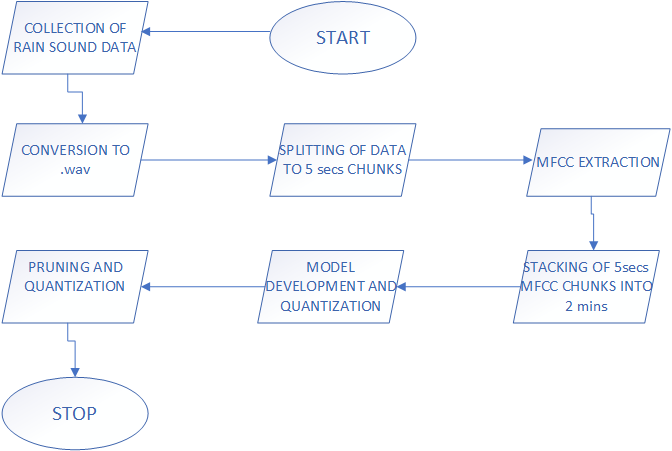 START
COLLECTION OF
RAIN SOUND DATA
CONVERSION TO
.wav
SPLITTING OF DATA
TO 5 secs CHUNKS
MFCC EXTRACTION
STACKING OF 5secs
MFCC CHUNKS INTO
2 mins
MODEL
DEVELOPMENT AND
QUANTIZATION
PRUNING AND
QUANTIZATION
STOP